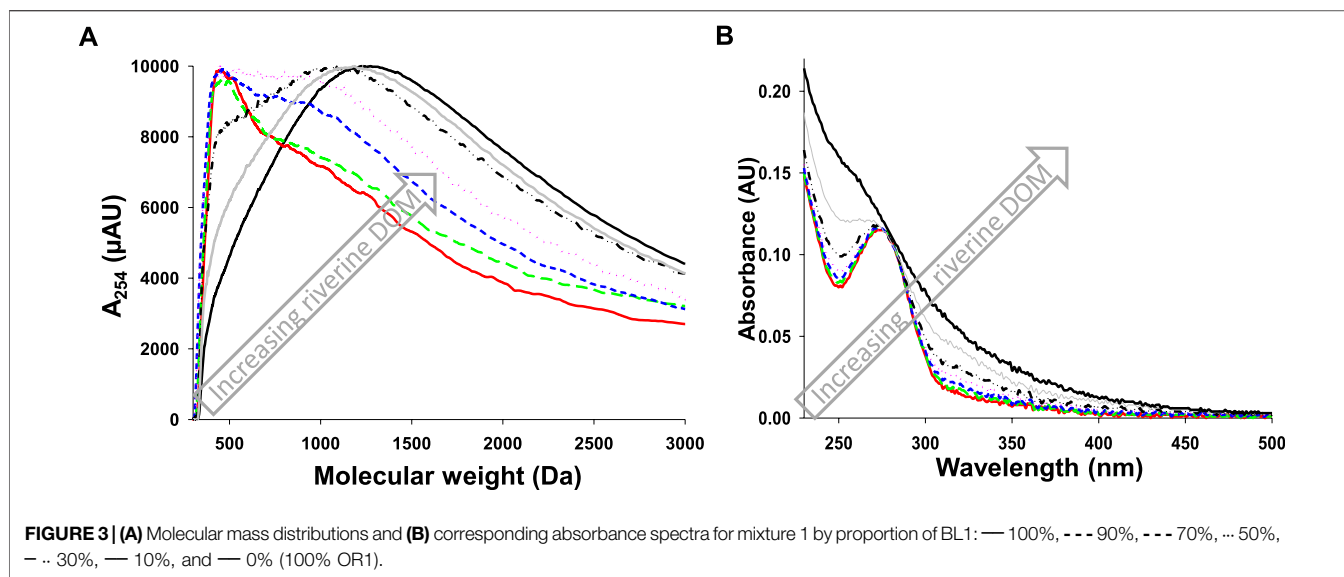 A
B
10000
8000
6000
4000
2000
0
A254 (µAU)
500
1000
1500
2000
2500
3000
Molecular weight (Da)
Increasing riverine DOM
0.20
0.15
0.10
0.05
0.00
Absorbance (AU)
250
300
350
400
450
500
Wavelength (nm)
Increasing riverine DOM
FIGURE 3 | (A) Molecular mass distributions and (B) corresponding absorbance spectra for mixture 1 by proportion of BL1: — 100%, --- 90%, --- 70%, ··· 50%,
– ·· 30%, — 10%, and — 0% (100% OR1).